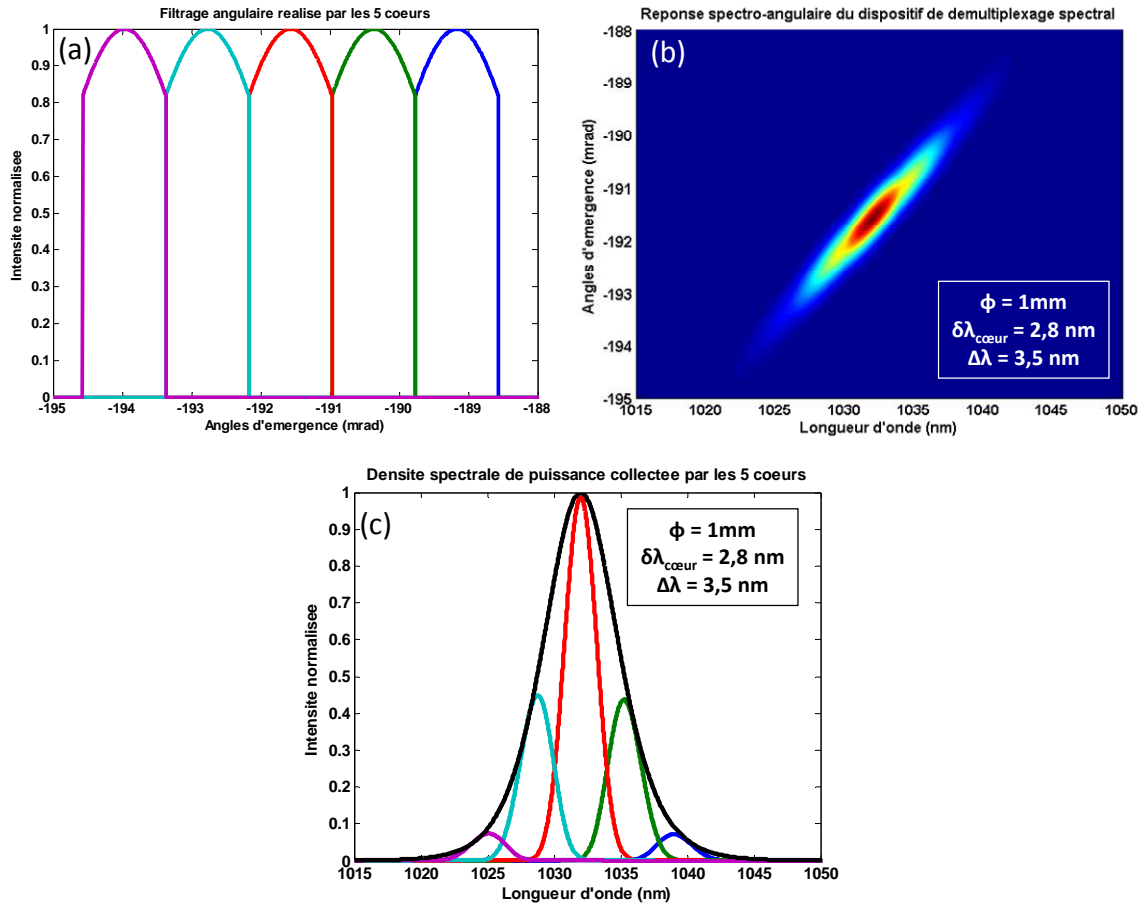 Filtrage angulaire realise par les 5 coeurs
(a)
Intensite normalisee
1
0.9
0.8
0.7
0.6
0.5
0.4
0.3
0.2
0.1
0
-195 -194 -193 -192 -191 -190 -189 -188
Angles d'emergence (mrad)
Reponse spectro-angulaire du dispositif de demultiplexage spectral
(b)
Angles d'emergence (mrad)
-188
-189
-190
-191
-192
-193
-194
-195
ϕ = 1mm
δλcœur = 2,8 nm
Δλ = 3,5 nm
1015 1020 1030 1035 1040 1045 1050
Longueur d'onde (nm)
Densite spectrale de puissance collectee par les 5 coeurs
(c)
Intensite normalisee
1
0.9
0.8
0.7
0.6
0.5
0.4
0.3
0.2
0.1
0
ϕ = 1mm
δλcœur = 2,8 nm
Δλ = 3,5 nm
1015 1020 1025 1030 1035 1040 1045 1050
Longueur d'onde (nm)